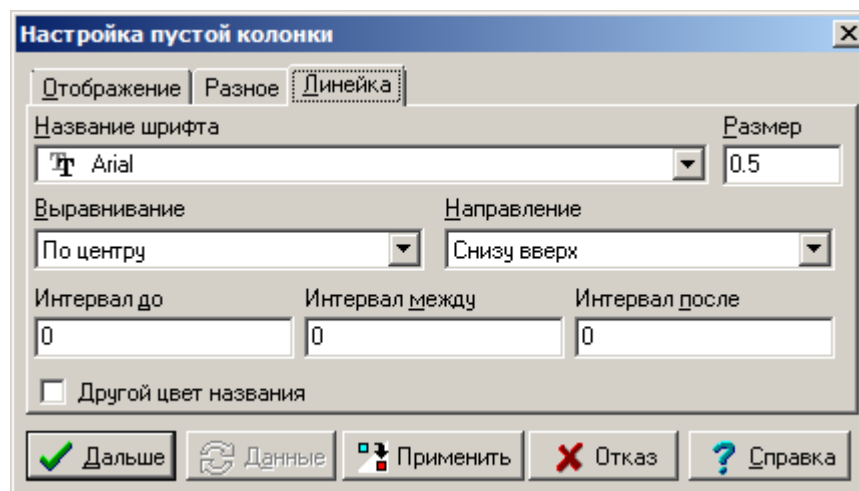 Настройка пустой колонки
Отображение Разное Линейка
Название шрифта Размер
Arial 0.5
Выравнивание Направление
По центру Снизу вверх
Интервал до Интервал между Интервал после
0 0 0
Другой цвет названия
Дальше Данные Применить Отказ Справка